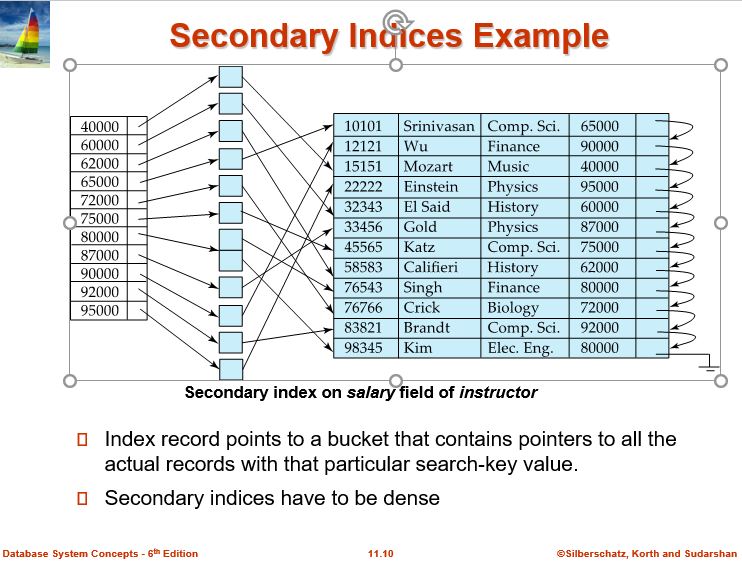 Secondary Indices Example
40000
60000
62000
65000
72000
75000
80000
87000
90000
92000
95000
10101 Srinivasan Comp. Sci. 65000
12121 Wu Finance 90000
15151 Mozart Music 40000
22222 Einstein Physics 95000
32343 El Said History 60000
33456 Gold Physics 87000
45565 Katz Comp. Sci. 75000
58583 Califieri History 62000
76543 Singh Finance 80000
76766 Crick Biology 72000
83821 Brandt Comp. Sci. 92000
98345 Kim Elec. Eng. 80000
Secondary index on salary field of instructor
Index record points to a bucket that contains pointers to all the
actual records with that particular search-key value.
Secondary indices have to be dense
Database System Concepts - 6th Edition 11.10 ©Silberschatz, Korth and Sudarshan